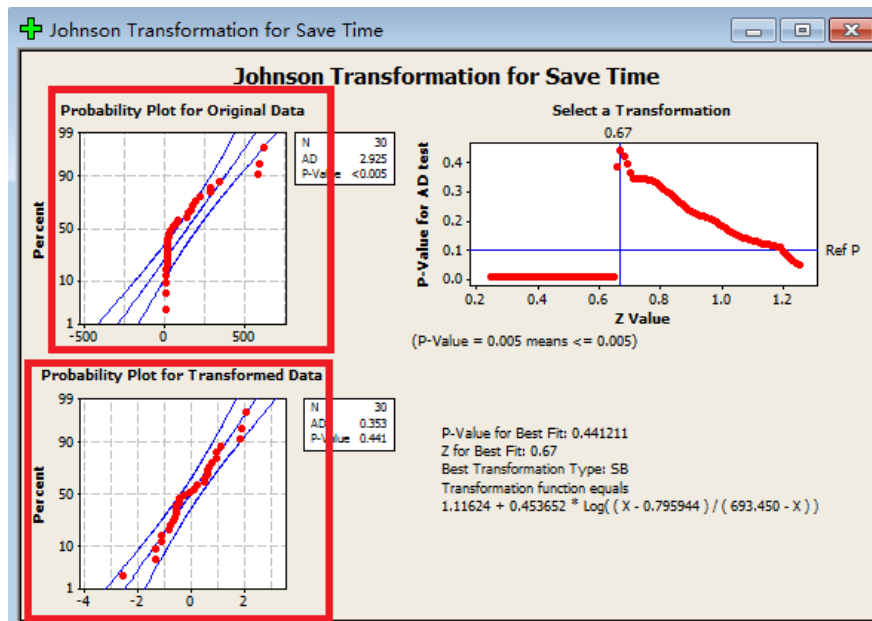 Johnson Transformation for Save Time
Johnson Transformation for Save Time
Probability Plot for Original Data
99
90
50
10
1
Percent
-500 0 500
N 30
AD 2.925
P-Value <0.005
Select a Transformation
0.67
0.4
0.3
0.2
0.1
0.0
P-Value for AD test
Ref P
0.2 0.4 0.6 0.8 1.0 1.2
Z Value
(P-Value = 0.005 means <= 0.005)
Probability Plot for Transformed Data
99
90
50
10
1
Percent
-4 -2 0 2
N 30
AD 0.353
P-Value 0.441
P-Value for Best Fit: 0.441211
Z for Best Fit: 0.67
Best Transformation Type: SB
Transformation function equals
1.11624 + 0.453652 * Log( ( X - 0.795944 ) / ( 693.450 - X ) )